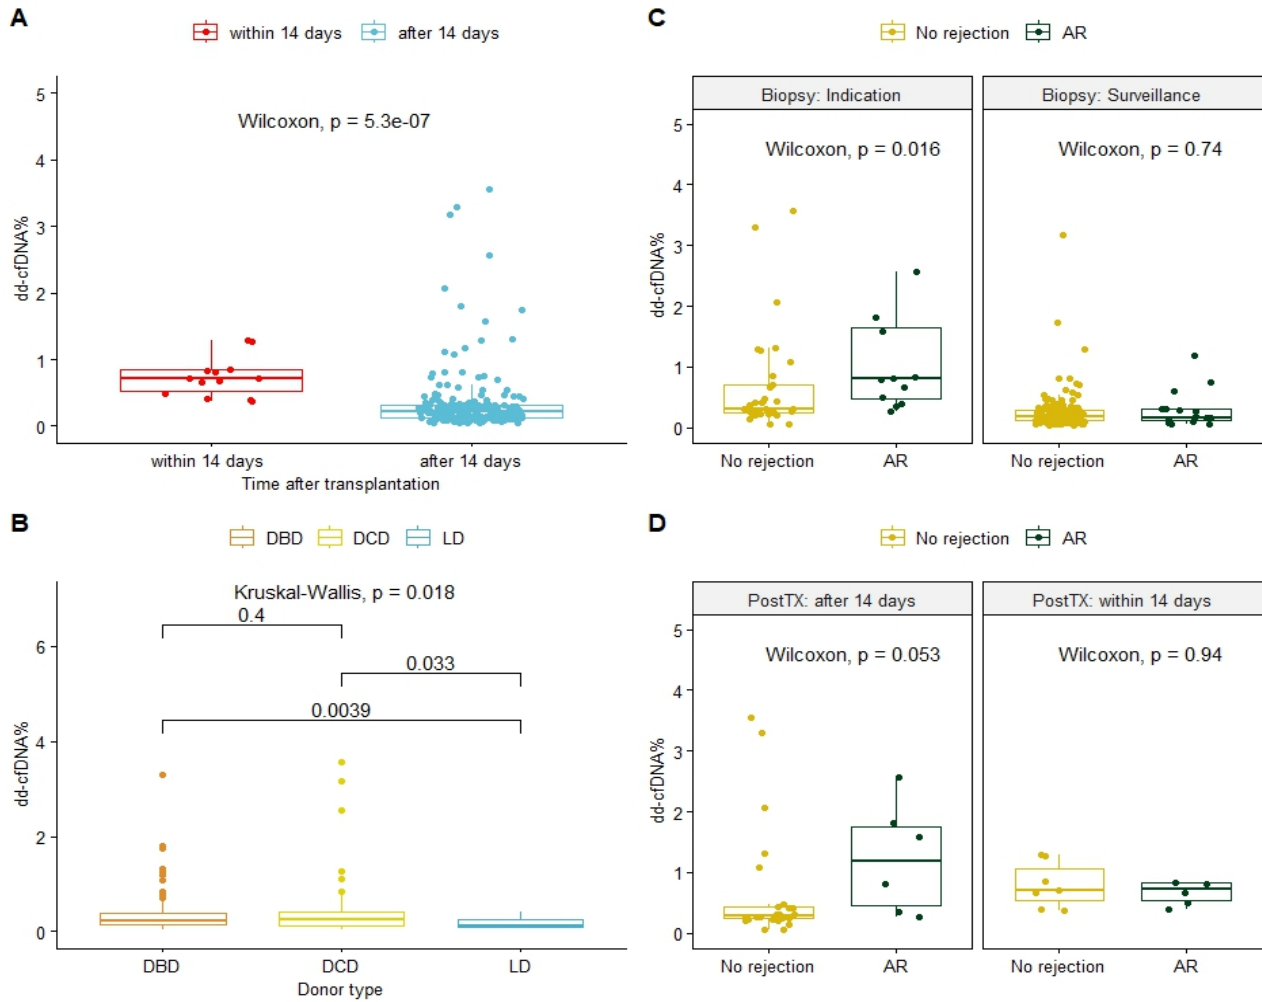 A
within 14 days
after 14 days
5
4
3
2
1
0
dd-cfDNA%
Wilcoxon, p = 5.3e-07
within 14 days
after 14 days
Time after transplantation
B
DBD
DCD
LD
6
4
2
0
dd-cfDNA%
Kruskal-Wallis, p = 0.018
0.4
0.033
0.0039
DBD
DCD
LD
Donor type
C
No rejection
AR
Biopsy: Indication
Biopsy: Surveillance
5
4
3
2
1
0
dd-cfDNA%
Wilcoxon, p = 0.016
Wilcoxon, p = 0.74
No rejection
AR
No rejection
AR
D
No rejection
AR
PostTX: after 14 days
PostTX: within 14 days
5
4
3
2
1
0
dd-cfDNA%
Wilcoxon, p = 0.053
Wilcoxon, p = 0.94
No rejection
AR
No rejection
AR